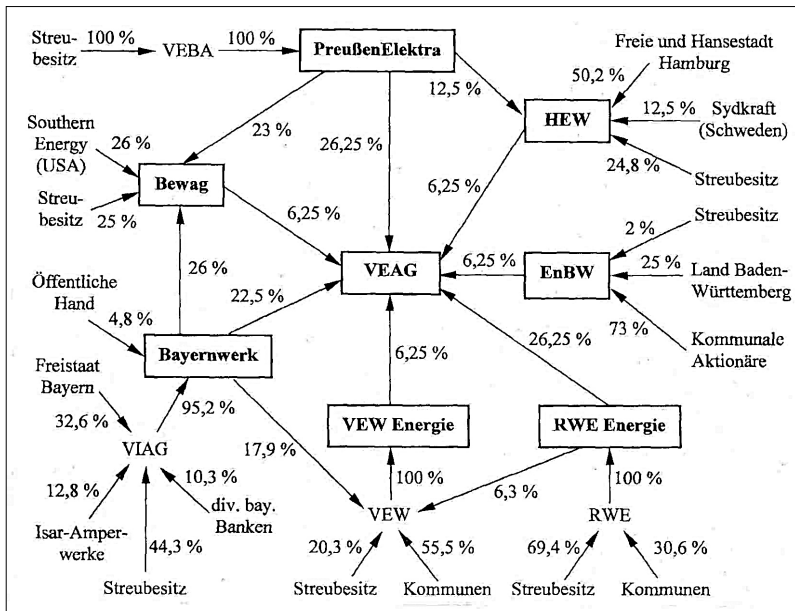 Streu-
besitz
100 %
VEBA
100 %
PreußenElektra
Freie und Hansestadt
Hamburg
50,2 %
12,5 %
HEW
12,5 %
Sydkraft
(Schweden)
24,8 %
Streubesitz
Southern
Energy
(USA)
26 %
23 %
26,25 %
Bewag
Streu-
besitz
25 %
6,25 %
6,25 %
Streubesitz
2 %
VEAG
6,25 %
EnBW
25 %
Land Baden-
Württemberg
73 %
Kommunale
Aktionäre
26 %
22,5 %
Öffentliche
Hand
4,8 %
Bayernwerk
6,25 %
26,25 %
Freistaat
Bayern
32,6 %
95,2 %
VIAG
17,9 %
VEW Energie
RWE Energie
12,8 %
10,3 %
Isar-Amper-
werke
div. bay.
Banken
44,3 %
Streubesitz
100 %
6,3 %
100 %
VEW
RWE
20,3 %
55,5 %
69,4 %
30,6 %
Streubesitz
Kommunen
Streubesitz
Kommunen